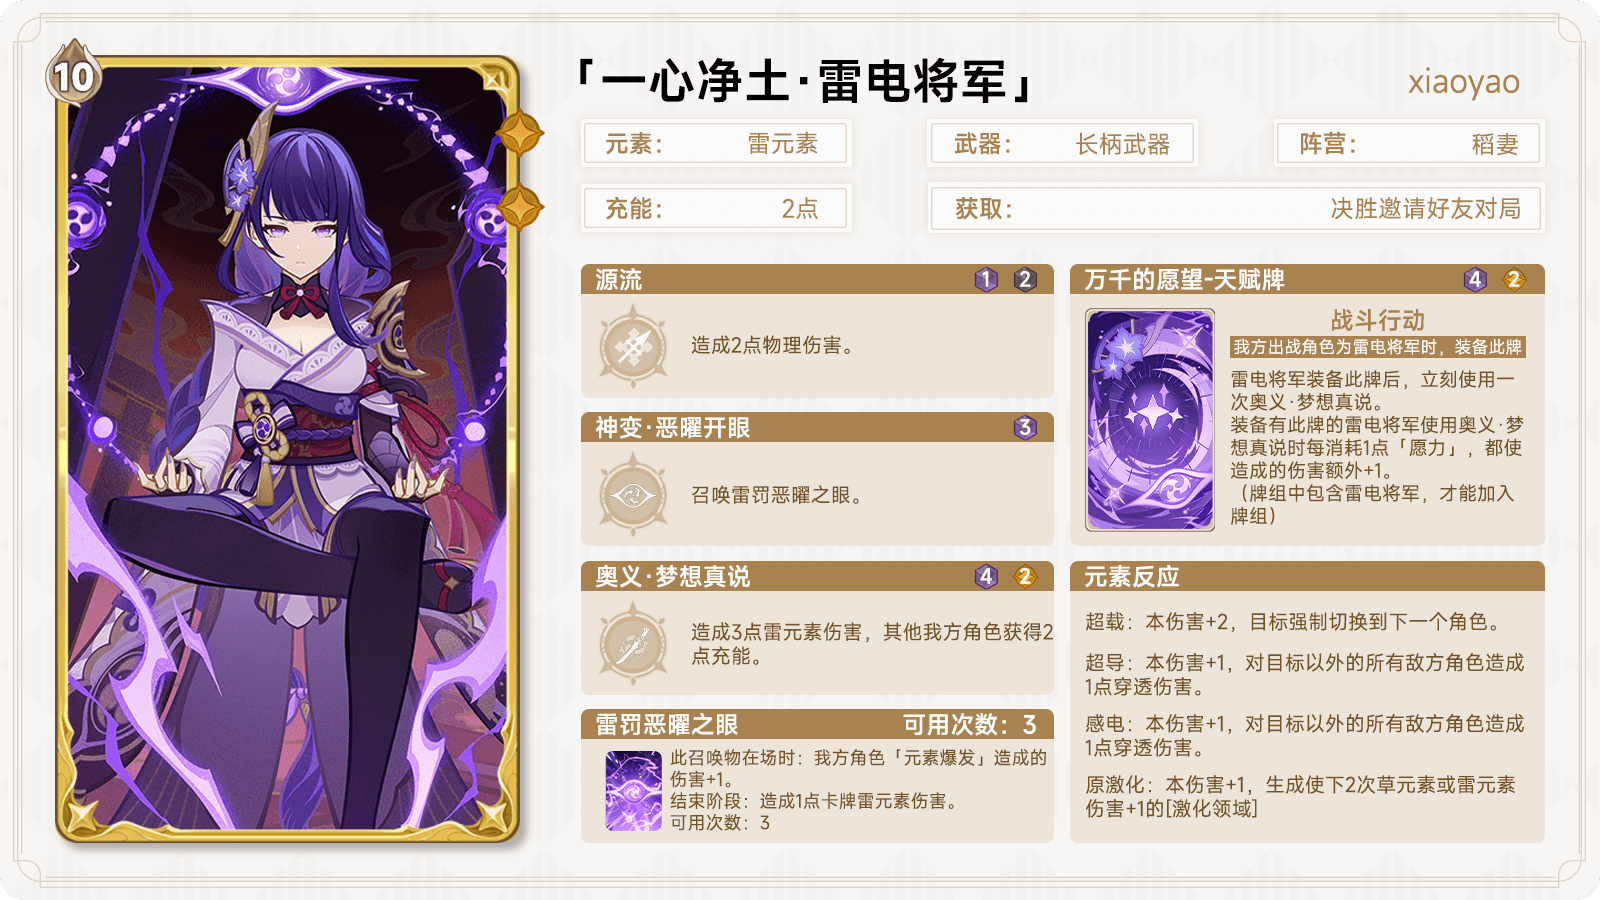 10
「一心净土·雷电将军」
xiaoyao
元素： 雷元素
武器： 长柄武器
阵营： 稻妻
充能： 2点
获取： 决胜邀请好友对局
源流 1 2
造成2点物理伤害。
神变·恶曜开眼 3
召唤雷罚恶曜之眼。
奥义·梦想真说 4 2
造成3点雷元素伤害，其他我方角色获得2
点充能。
雷罚恶曜之眼 可用次数：3
此召唤物在场时：我方角色「元素爆发」造成的
伤害+1。
结束阶段：造成1点卡牌雷元素伤害。
可用次数：3
万千的愿望-天赋牌 4 2
战斗行动
我方出战角色为雷电将军时，装备此牌
雷电将军装备此牌后，立刻使用一
次奥义·梦想真说。
装备有此牌的雷电将军使用奥义·梦
想真说时每消耗1点「愿力」，都使
造成的伤害额外+1。
（牌组中包含雷电将军，才能加入
牌组）
元素反应
超载：本伤害+2，目标强制切换到下一个角色。
超导：本伤害+1，对目标以外的所有敌方角色造成
1点穿透伤害。
感电：本伤害+1，对目标以外的所有敌方角色造成
1点穿透伤害。
原激化：本伤害+1，生成使下2次草元素或雷元素
伤害+1的[激化领域]